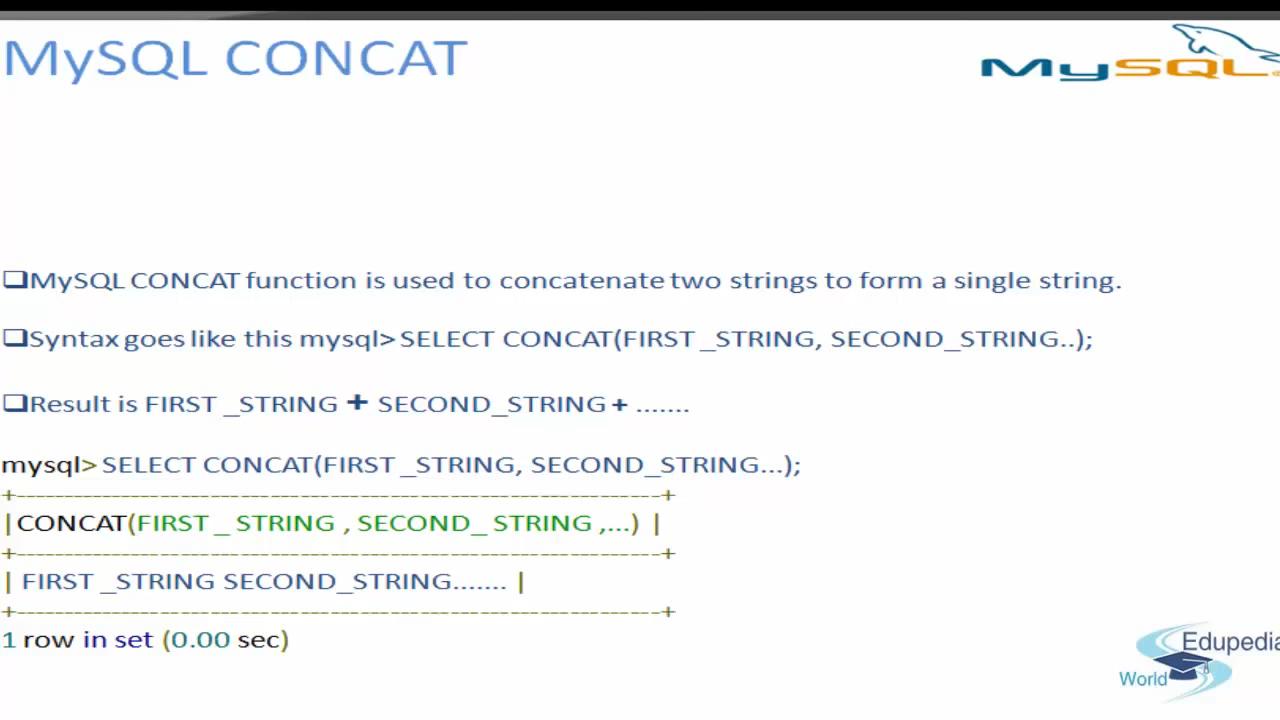 MySQL CONCAT
MySQL
MySQL CONCAT function is used to concatenate two strings to form a single string.
Syntax goes like this mysql> SELECT CONCAT(FIRST _STRING, SECOND_STRING..);
Result is FIRST _STRING + SECOND_STRING + .......
mysql> SELECT CONCAT(FIRST _STRING, SECOND_STRING...);
+----------------------------------------------------------------+
|CONCAT(FIRST _ STRING , SECOND_ STRING ,...) |
+----------------------------------------------------------------+
| FIRST _STRING SECOND_STRING....... |
+----------------------------------------------------------------+
1 row in set (0.00 sec)
Edupedia
World